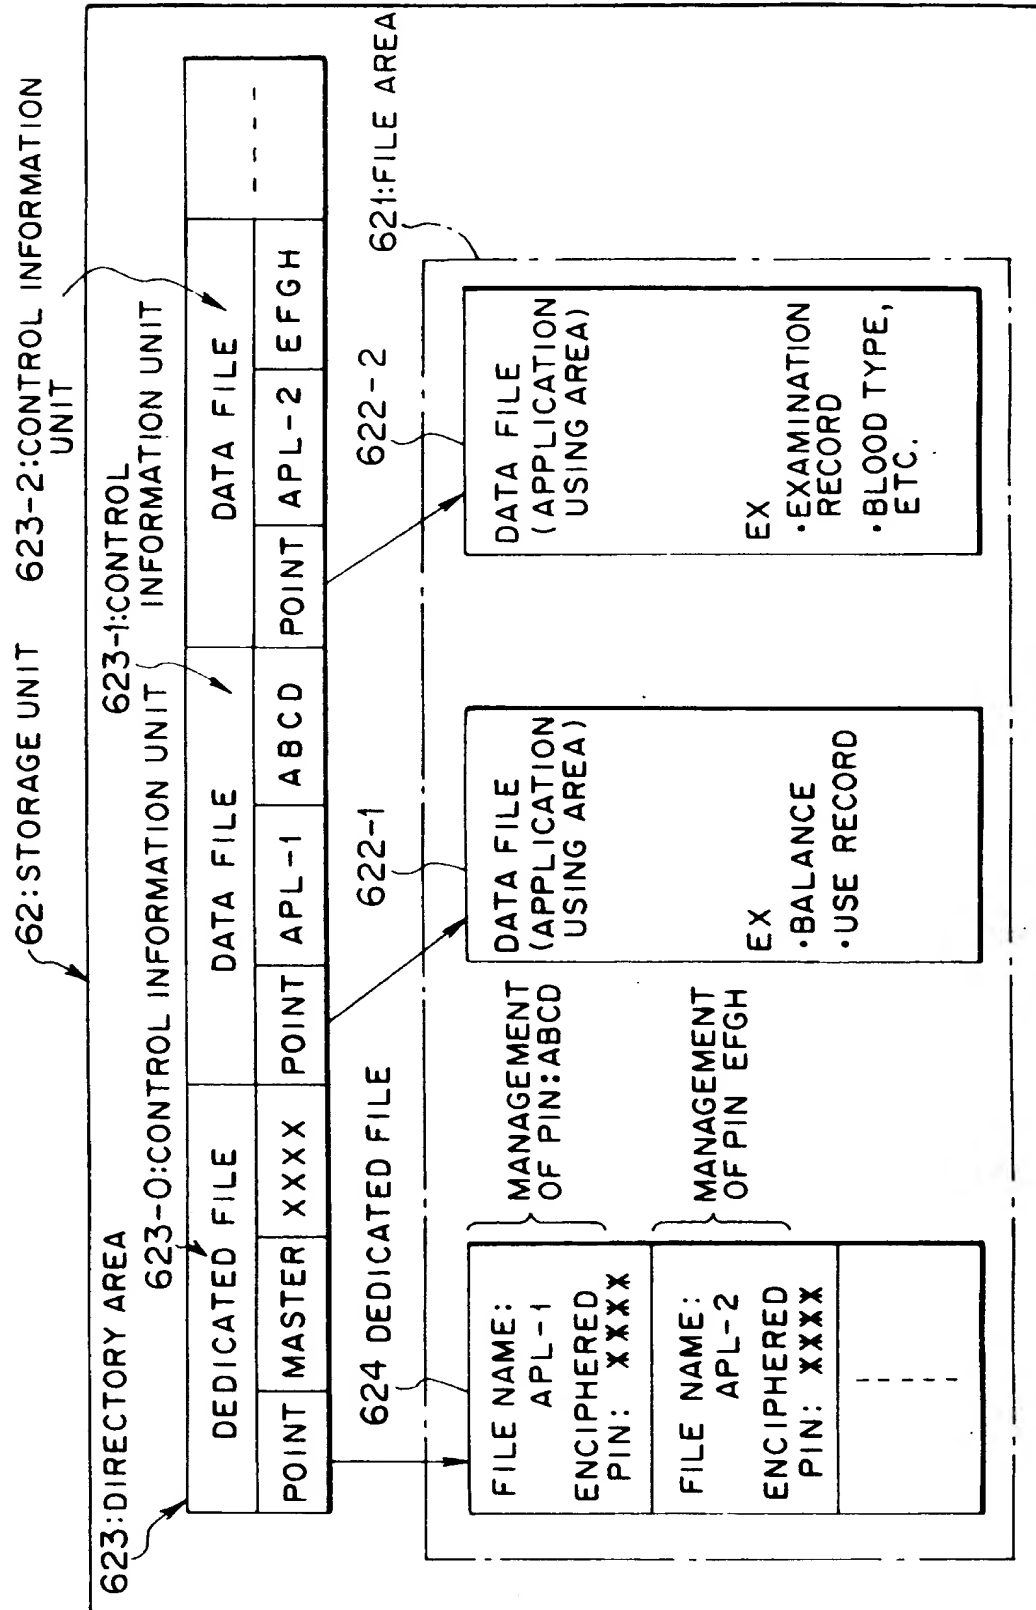 62:STORAGE UNIT
623-2:CONTROL INFORMATION
UNIT
623-1:CONTROL
INFORMATION UNIT
623-0:CONTROL INFORMATION UNIT
623:DIRECTORY AREA
DEDICATED FILE
DATA FILE
DATA FILE
-----
POINT
MASTER
XXXX
POINT
APL-1
ABCD
POINT
APL-2
EFGH
624 DEDICATED FILE
622-1
622-2
621:FILE AREA
FILE NAME:
APL-1
ENCIPHERED
PIN: XXXX
MANAGEMENT
OF PIN:ABCD
FILE NAME:
APL-2
ENCIPHERED
PIN: XXXX
MANAGEMENT
OF PIN EFGH
------
DATA FILE
(APPLICATION
USING AREA)
EX
·BALANCE
·USE RECORD
DATA FILE
(APPLICATION
USING AREA)
EX
·EXAMINATION
RECORD
·BLOOD TYPE,
ETC.